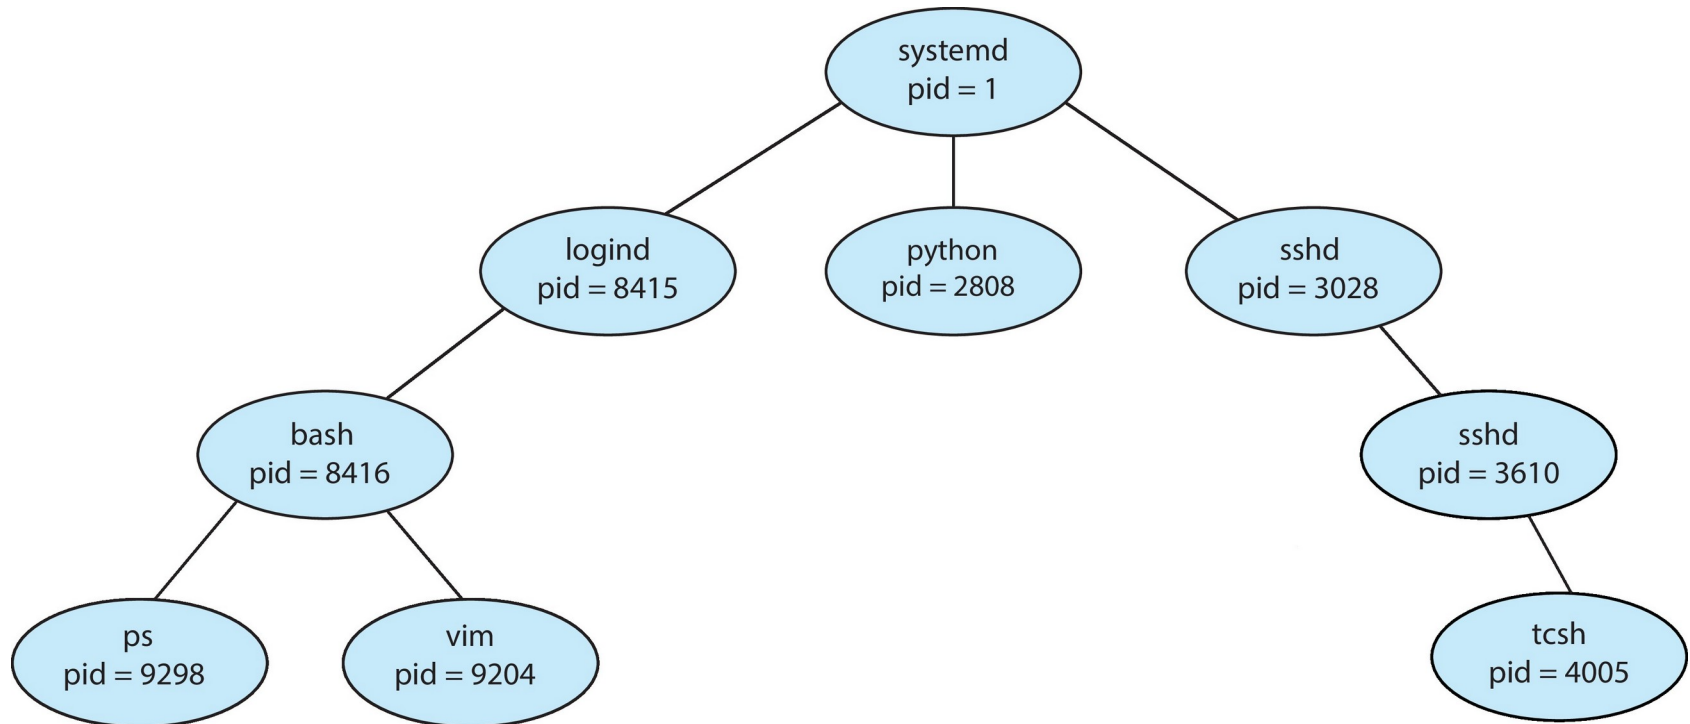 systemd
pid = 1
logind
pid = 8415
python
pid = 2808
sshd
pid = 3028
bash
pid = 8416
sshd
pid = 3610
ps
pid = 9298
vim
pid = 9204
tcsh
pid = 4005